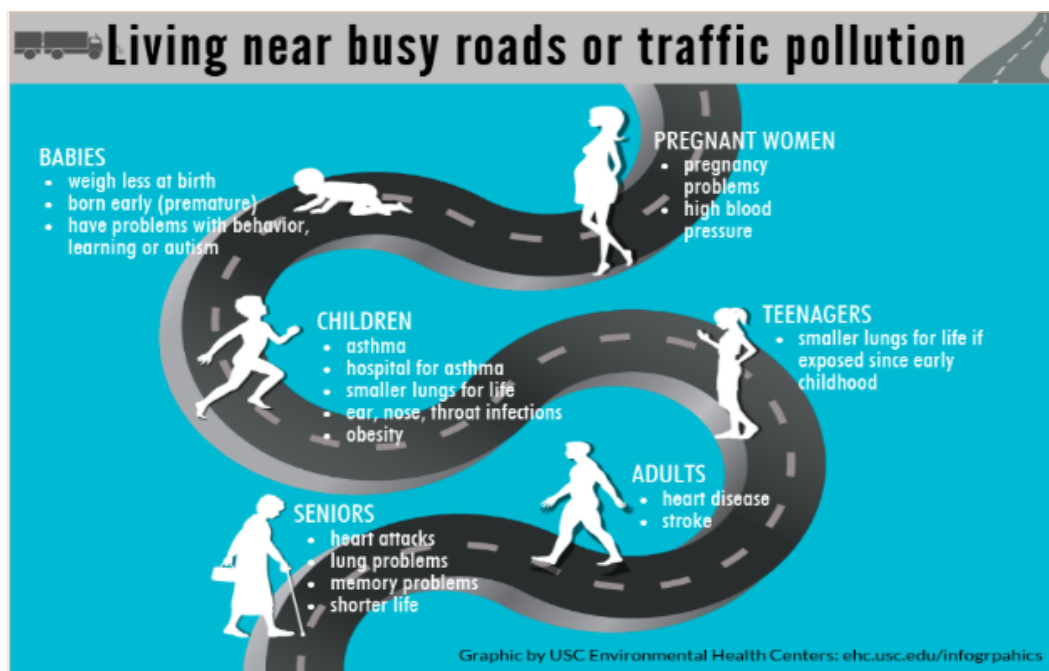 Living near busy roads or traffic pollution
PREGNANT WOMEN
• pregnancy
problems
• high blood
pressure
BABIES
• weigh less at birth
• born early (premature)
• have problems with behavior,
learning or autism
CHILDREN
• asthma
• hospital for asthma
• smaller lungs for life
• ear, nose, throat infections
• obesity
TEENAGERS
• smaller lungs for life if
exposed since early
childhood
ADULTS
• heart disease
• stroke
SENIORS
• heart attacks
• lung problems
• memory problems
• shorter life
Graphic by USC Environmental Health Centers: ehc.usc.edu/infogrpahics